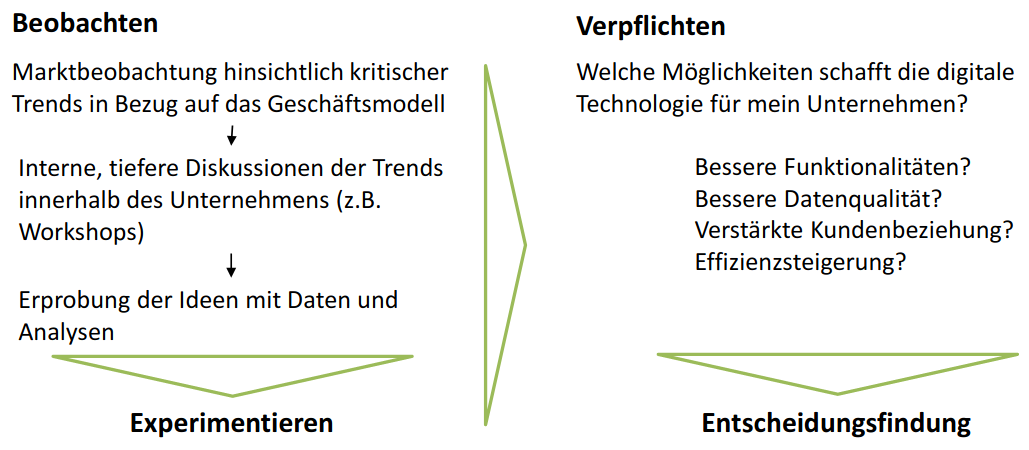 Beobachten
Marktbeobachtung hinsichtlich kritischer
Trends in Bezug auf das Geschäftsmodell
Interne, tiefere Diskussionen der Trends
innerhalb des Unternehmens (z.B.
Workshops)
Erprobung der Ideen mit Daten und
Analysen
Experimentieren
Verpflichten
Welche Möglichkeiten schafft die digitale
Technologie für mein Unternehmen?
Bessere Funktionalitäten?
Bessere Datenqualität?
Verstärkte Kundenbeziehung?
Effizienzsteigerung?
Entscheidungsfindung